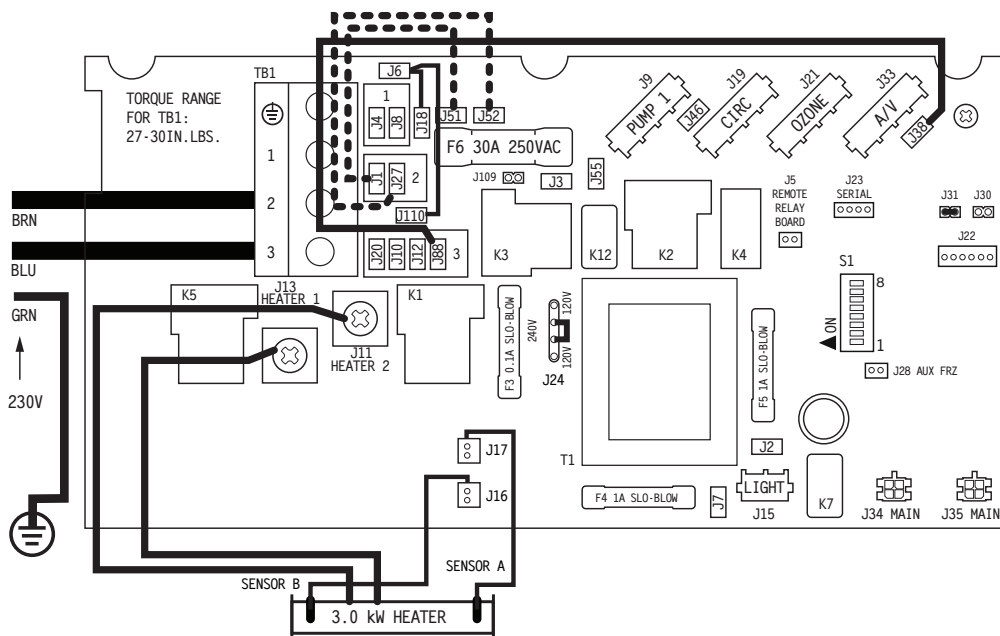 TB1
TORQUE RANGE
FOR TB1:
27-30IN.LBS.
1
2
3
BRN
BLU
GRN
230V
J6
1
J4
J8
J18
J51
J52
F6 30A 250VAC
J1
J27
2
J110
J20
J10
J12
J88
3
J109
J3
J55
J9
PUMP 1
J46
J19
CIRC
J21
OZONE
J33
A/V
J38
J5
REMOTE
RELAY
BOARD
J23
SERIAL
J31
J30
J22
K3
K12
K2
K4
S1
8
ON
1
J28 AUX FRZ
J13
HEATER 1
K5
J11
HEATER 2
K1
F3 0.1A SLO-BLOW
240V
120V
120V
J24
F5 1A SLO-BLOW
T1
J17
J16
J2
F4 1A SLO-BLOW
J7
LIGHT
J15
K7
J34 MAIN
J35 MAIN
SENSOR B
SENSOR A
3.0 kW HEATER